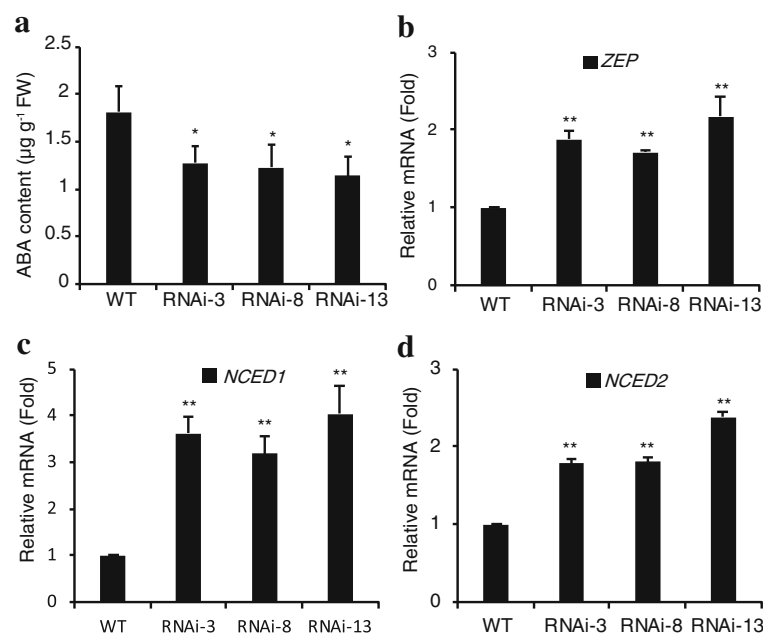 a
ABA content (µg g⁻¹ FW)
2.5
2
1.5
1
0.5
0
*
*
*
WT
RNAi-3
RNAi-8
RNAi-13
b
Relative mRNA (Fold)
3
2
1
0
ZEP
**
**
**
WT
RNAi-3
RNAi-8
RNAi-13
c
Relative mRNA (Fold)
5
4
3
2
1
0
NCED1
**
**
**
WT
RNAi-3
RNAi-8
RNAi-13
d
Relative mRNA (Fold)
3
2
1
0
NCED2
**
**
**
WT
RNAi-3
RNAi-8
RNAi-13